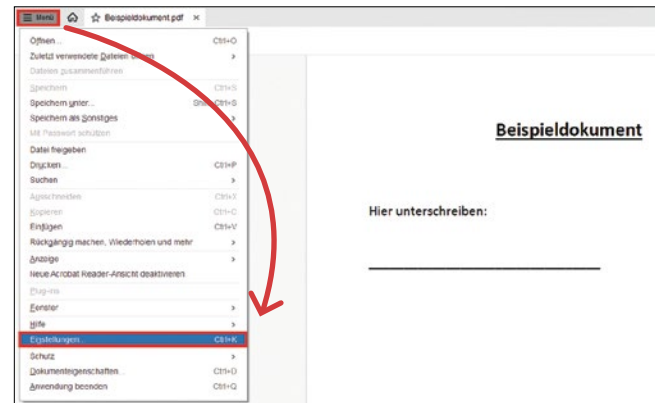 Menü Beispieldokument.pdf ×
Öffnen... Ctrl+O
Zuletzt verwendete Dateien öffnen >
Dateien zusammenführen
Speichern Ctrl+S
Speichern unter... Ctrl+S
Speichern als Sonstiges >
Mit Passwort schützen
Datei freigeben
Drucken... Ctrl+P
Suchen >
Ausschneiden Ctrl+X
Kopieren Ctrl+C
Einfügen Ctrl+V
Rückgängig machen, Wiederholen und mehr >
Anzeige >
Neue Acrobat Reader-Ansicht deaktivieren
Plug-ins
Fenster >
Hilfe >
Einstellungen... Ctrl+K
Schutz >
Dokumenteigenschaften... Ctrl+D
Anwendung beenden Ctrl+Q
Beispieldokument
Hier unterschreiben: